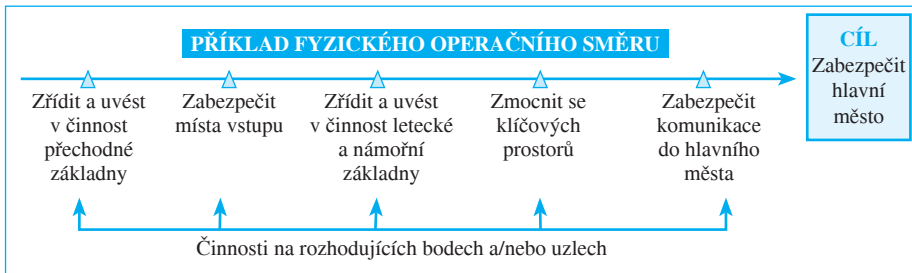 PŘÍKLAD FYZICKÉHO OPERAČNÍHO SMĚRU
CÍL
Zabezpečit
hlavní
město
Zřídit a uvést
v činnost
přechodné
základny
Zabezpečit
místa vstupu
Zřídit a uvést
v činnost letecké
a námořní
základny
Zmocnit se
klíčových
prostorů
Zabezpečit
komunikace
do hlavního
města
Činnosti na rozhodujících bodech a/nebo uzlech